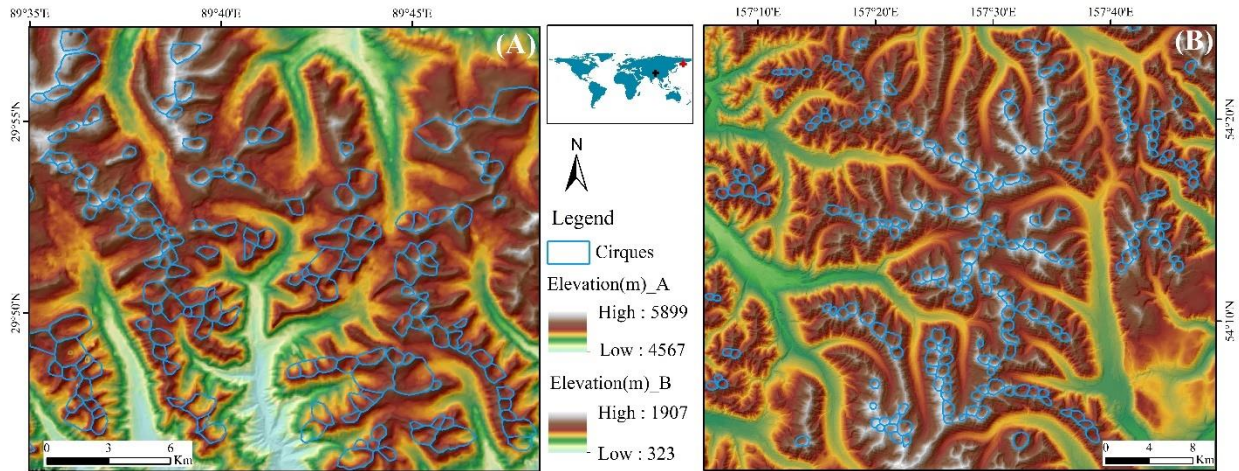 89°35'E 89°40'E 89°45'E
29°55'N
29°50'N
(A)
0 3 6
Km
N
Legend
Cirques
Elevation(m)_A
High : 5899
Low : 4567
Elevation(m)_B
High : 1907
Low : 323
157°10'E 157°20'E 157°30'E 157°40'E
(B)
54°20'N
54°10'N
0 4 8
Km